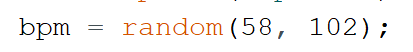 bpm = random(58, 102);